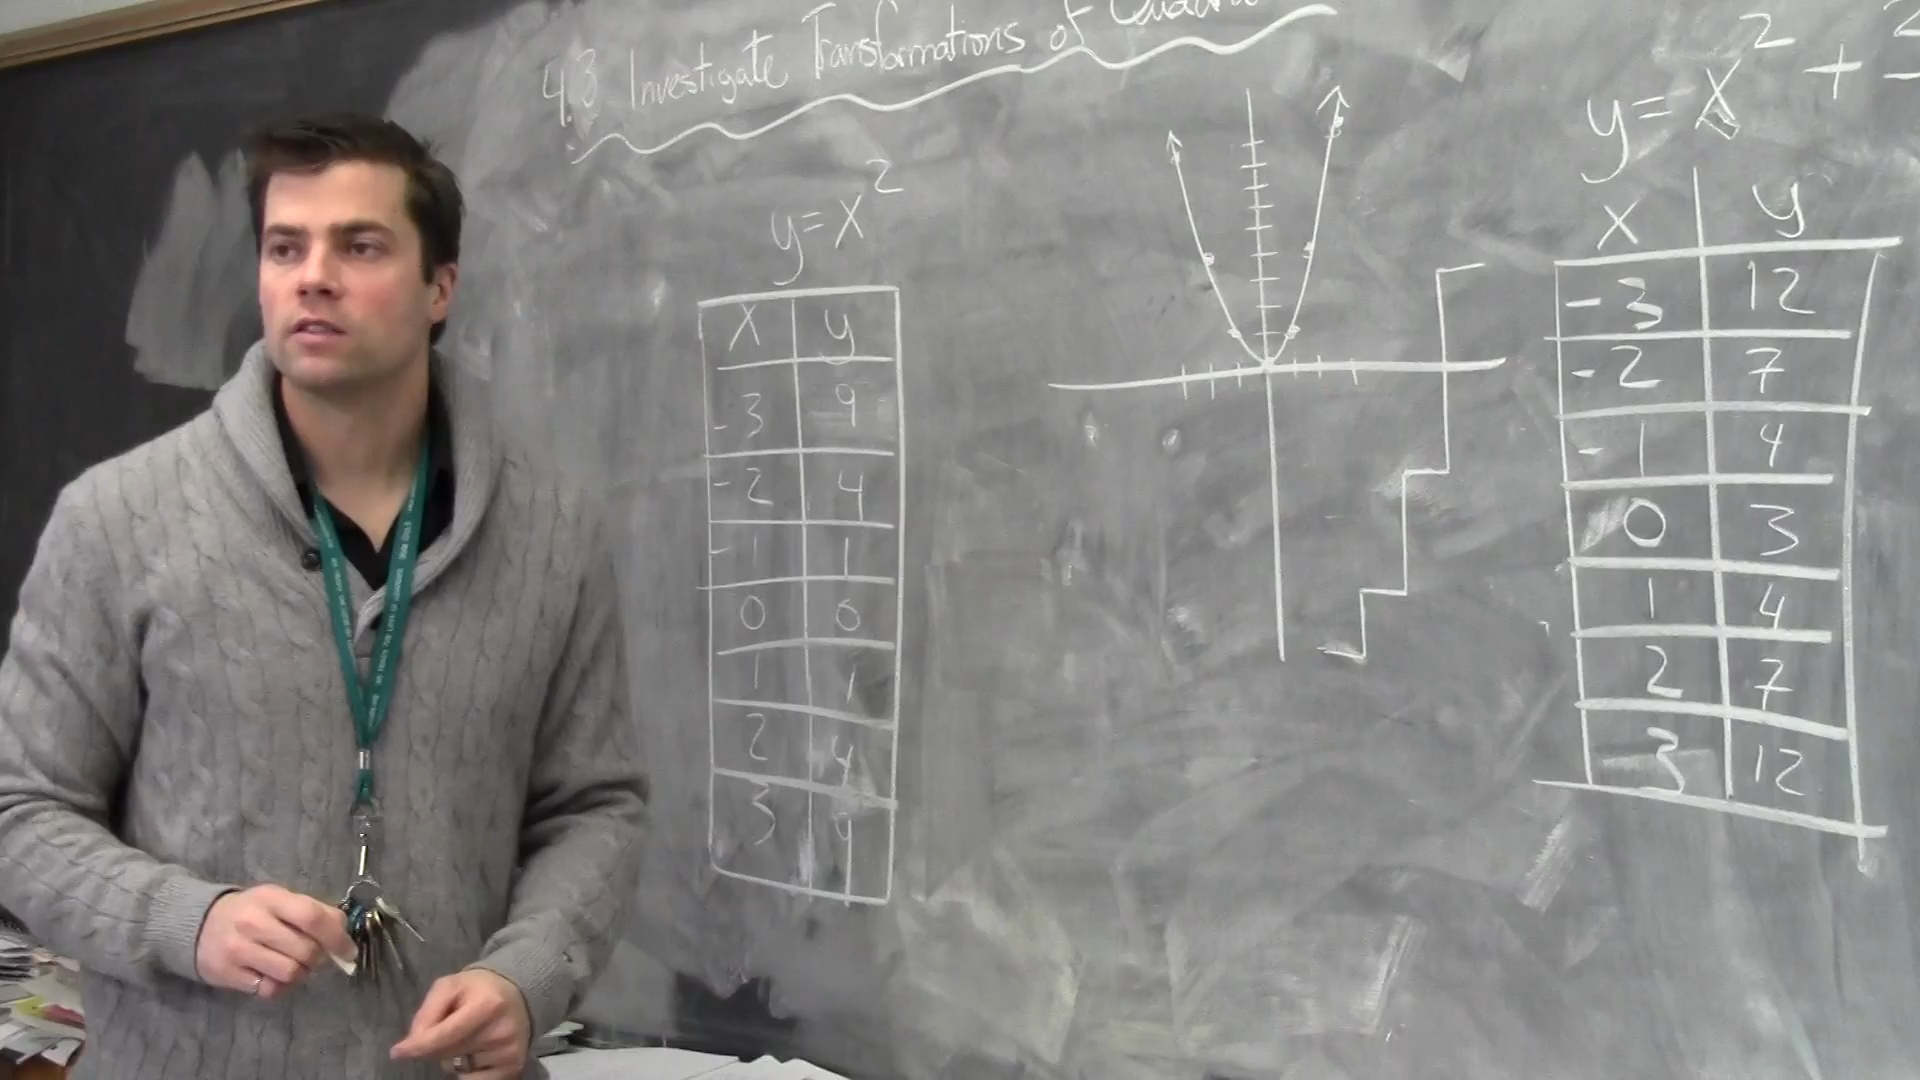 4.3 Investigate Transformations of
y=x²
x y
-3 9
-2 4
-1 1
0 0
1 1
2 4
3 9
y=x²+
x y
-3 12
-2 7
-1 4
0 3
1 4
2 7
3 12